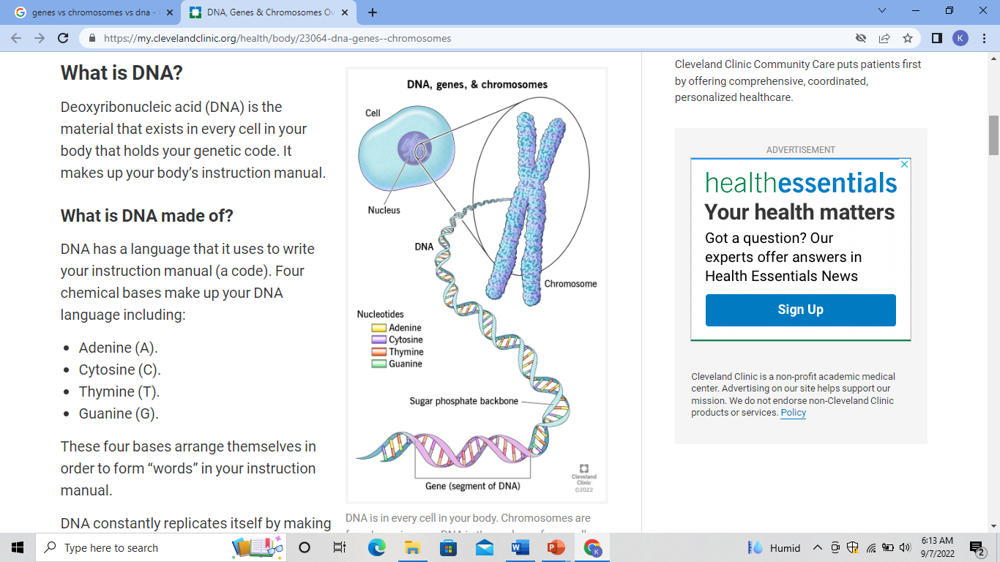 genes vs chromosomes vs dna -
DNA, Genes & Chromosomes Ov
https://my.clevelandclinic.org/health/body/23064-dna-genes--chromosomes
K
What is DNA?
Deoxyribonucleic acid (DNA) is the
material that exists in every cell in your
body that holds your genetic code. It
makes up your body’s instruction manual.
What is DNA made of?
DNA has a language that it uses to write
your instruction manual (a code). Four
chemical bases make up your DNA
language including:
• Adenine (A).
• Cytosine (C).
• Thymine (T).
• Guanine (G).
These four bases arrange themselves in
order to form “words” in your instruction
manual.
DNA constantly replicates itself by making
DNA, genes, & chromosomes
Cell
Nucleus
DNA
Chromosome
Nucleotides
Adenine
Cytosine
Thymine
Guanine
Sugar phosphate backbone
Gene (segment of DNA)
Cleveland
Clinic
©2022
DNA is in every cell in your body. Chromosomes are
Cleveland Clinic Community Care puts patients first
by offering comprehensive, coordinated,
personalized healthcare.
ADVERTISEMENT
healthessentials
Your health matters
Got a question? Our
experts offer answers in
Health Essentials News
Sign Up
Cleveland Clinic is a non-profit academic medical
center. Advertising on our site helps support our
mission. We do not endorse non-Cleveland Clinic
products or services. Policy
Type here to search
Humid
6:13 AM
9/7/2022
2